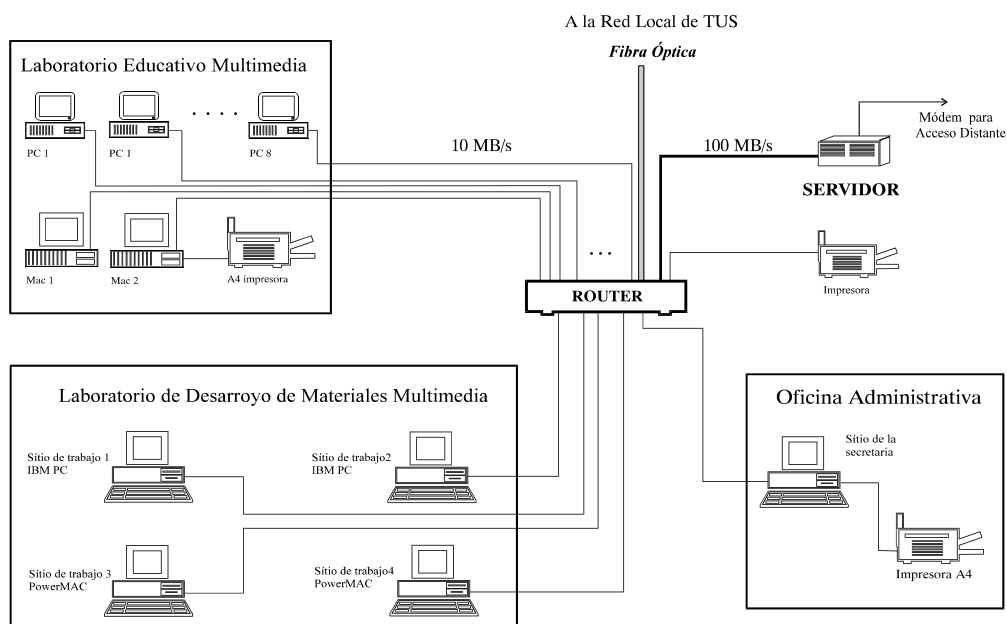 A la Red Local de TUS
Fibra Óptica
Laboratorio Educativo Multimedia
PC 1
PC 1
. . . .
PC 8
10 MB/s
100 MB/s
Módem para
Acceso Distante
SERVIDOR
Mac 1
Mac 2
A4 impresora
...
Impresora
ROUTER
Laboratorio de Desarroyo de Materiales Multimedia
Sítio de trabajo 1
IBM PC
Sítio de trabajo2
IBM PC
Sítio de trabajo 3
PowerMAC
Sítio de trabajo4
PowerMAC
Oficina Administrativa
Sítio de la
secretaria
Impresora A4